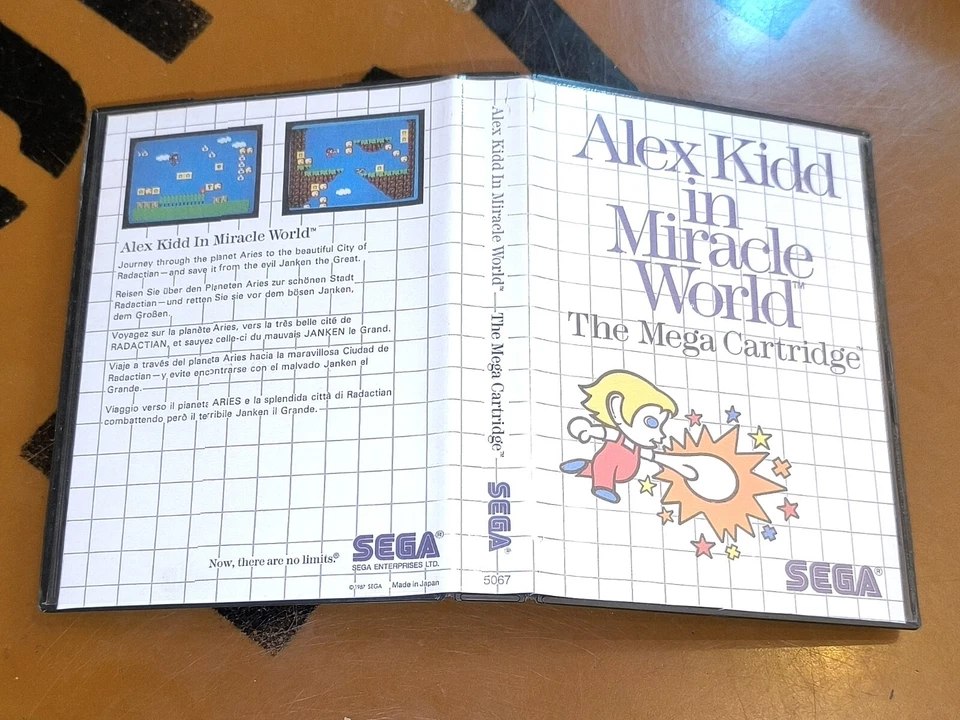 Alex Kidd In Miracle World™
Journey through the planet Aries to the beautiful City of
Radactian—and save it from the evil Janken the Great.
Reisen Sie über den Planeten Aries zur schönen Stadt
Radactian—und retten Sie sie vor dem bösen Janken,
dem Großen.
Voyagez sur la planète Aries, vers la très belle cité de
RADACTIAN, et sauvez celle-ci du mauvais JANKEN le Grand.
Viaje a través del planeta Aries hacia la maravillosa Ciudad de
Radactian—y evite encontrarse con el malvado Janken el
Grande.
Viaggio verso il pianeta ARIES e la splendida città di Radactian
combattendo però il terribile Janken il Grande.
Now, there are no limits.®
SEGA®
SEGA ENTERPRISES LTD.
©1987 SEGA Made in Japan
Alex Kidd In Miracle World™—The Mega Cartridge™
SEGA®
5067
Alex Kidd
in
Miracle
World™
The Mega Cartridge™
SEGA®